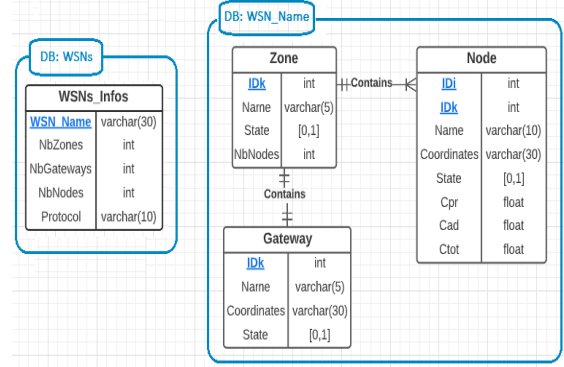 DB: WSNs
WSNs_Infos
WSN_Name varchar(30)
NbZones int
NbGateways int
NbNodes int
Protocol varchar(10)
DB: WSN_Name
Zone
IDk int
Name varchar(5)
State [0,1]
NbNodes int
Contains
Node
IDi int
IDk int
Name varchar(10)
Coordinates varchar(30)
State [0,1]
Cpr float
Cad float
Ctot float
Contains
Gateway
IDk int
Name varchar(5)
Coordinates varchar(30)
State [0,1]